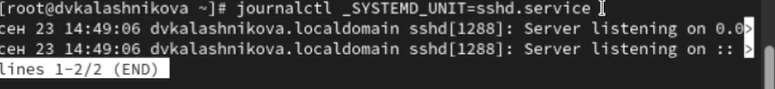 [root@dvkalashnikova ~]# journalctl _SYSTEMD_UNIT=sshd.service
сен 23 14:49:06 dvkalashnikova.localdomain sshd[1288]: Server listening on 0.0>
сен 23 14:49:06 dvkalashnikova.localdomain sshd[1288]: Server listening on :: >
lines 1-2/2 (END)